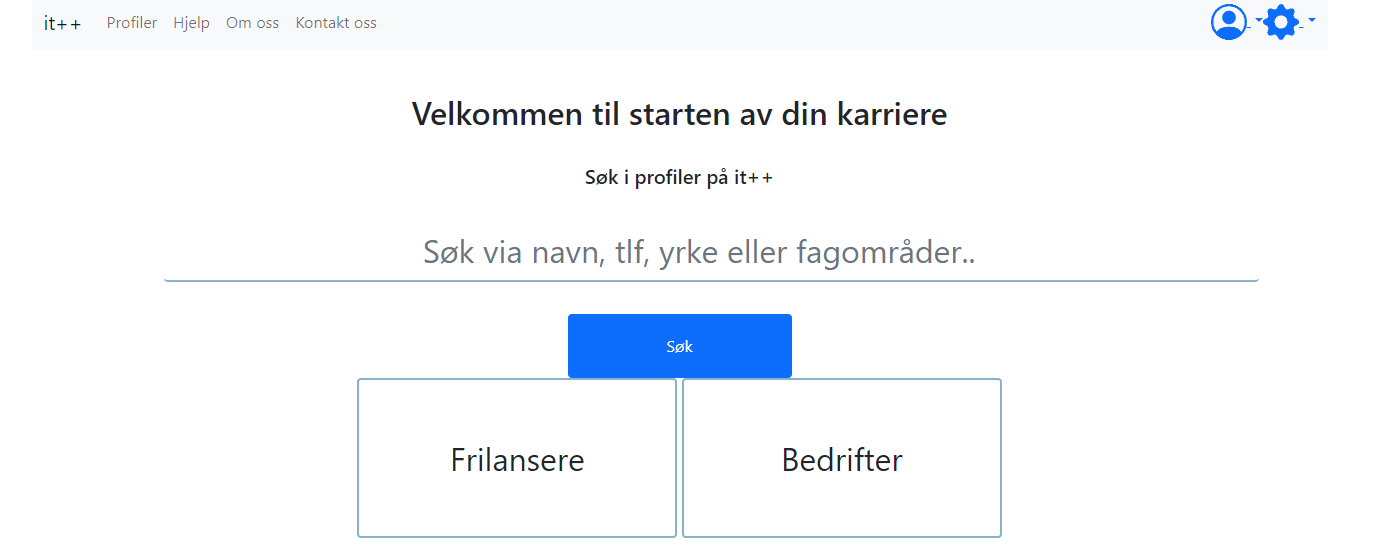 it++ Profiler Hjelp Om oss Kontakt oss
Velkommen til starten av din karriere
Søk i profiler på it++
Søk via navn, tlf, yrke eller fagområder..
Søk
Frilansere Bedrifter